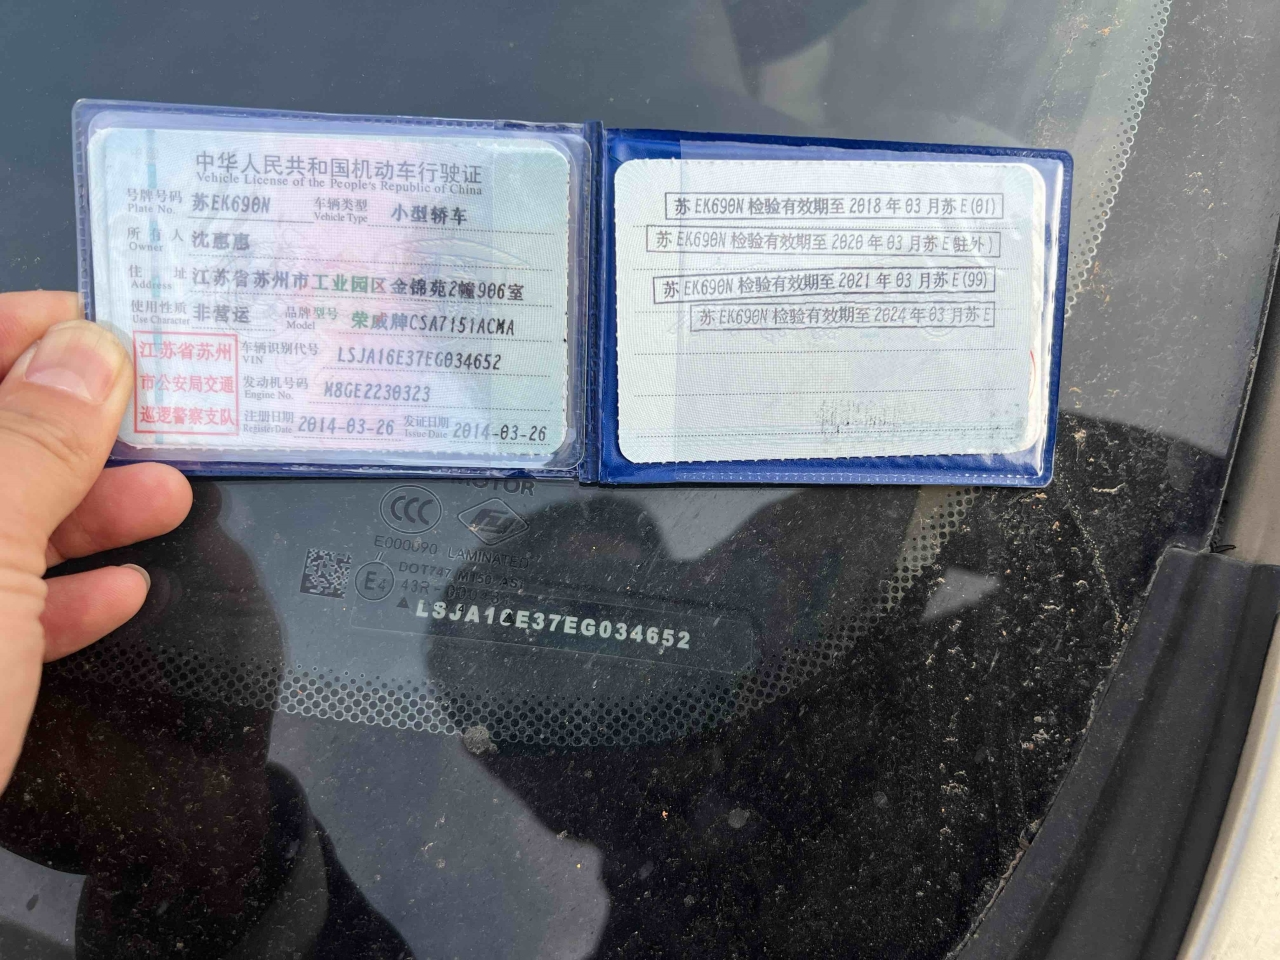 中华人民共和国机动车行驶证
Vehicle License of the People's Republic of China
号牌号码 苏EK690N 车辆类型 小型轿车
Plate No. Vehicle Type
所有人 沈惠惠
Owner
住址 江苏省苏州市工业园区金锦苑2幢906室
Address
使用性质 非营运 品牌型号 荣威牌CSA7151ACMA
Use Character Model
江苏省苏州
市公安局交通
巡逻警察支队
车辆识别代号 LSJA16E37EG034652
VIN
发动机号码 M8GE2230323
Engine No.
注册日期 2014-03-26 发证日期 2014-03-26
Register Date Issue Date
苏EK690N检验有效期至2018年03月苏E(01)
苏EK690N检验有效期至2020年03月苏E(驻外)
苏EK690N检验有效期至2021年03月苏E(99)
苏EK690N检验有效期至2024年03月苏E
MOTOR
CCC
E000090 LAMINATED
DOT747 M150 AS1
E4 43R-
LSJA16E37EG034652